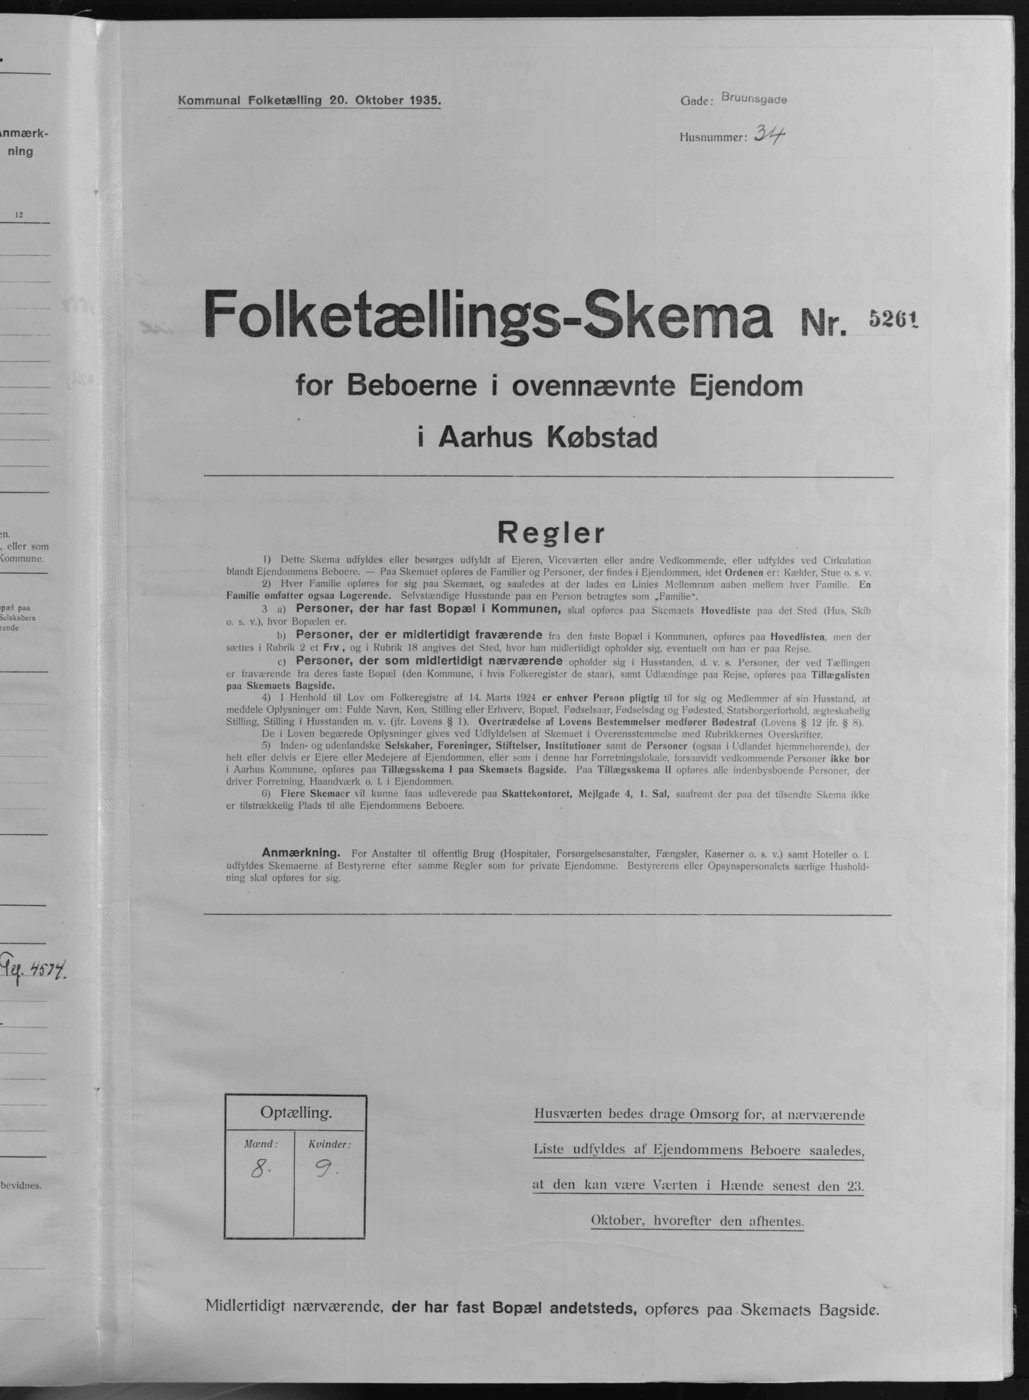 Anmærk-
ning
12
en.
, eller som
Kommune.
opæl paa
Selskabers
rende
Tlf. 4574.
bevidnes.
Kommunal Folketælling 20. Oktober 1935.
Gade: Bruunsgade
Husnummer: 34
Folketællings-Skema Nr. 5261
for Beboerne i ovennævnte Ejendom
i Aarhus Købstad
Regler
1) Dette Skema udfyldes eller besørges udfyldt af Ejeren, Viceværten eller andre Vedkommende, eller udfyldes ved Cirkulation
blandt Ejendommens Beboere. — Paa Skemaet opføres de Familier og Personer, der findes i Ejendommen, idet Ordenen er: Kælder, Stue o. s. v.
2) Hver Familie opføres for sig paa Skemaet, og saaledes at der lades en Linies Mellemrum aaben mellem hver Familie. En
Familie omfatter ogsaa Logerende. Selvstændige Husstande paa en Person betragtes som „Familie".
3 a) Personer, der har fast Bopæl i Kommunen, skal opføres paa Skemaets Hovedliste paa det Sted (Hus, Skib
o. s. v.), hvor Bopælen er.
b) Personer, der er midlertidigt fraværende fra den faste Bopæl i Kommunen, opføres paa Hovedlisten, men der
sættes i Rubrik 2 et Frv, og i Rubrik 18 angives det Sted, hvor han midlertidigt opholder sig, eventuelt om han er paa Rejse.
c) Personer, der som midlertidigt nærværende opholder sig i Husstanden, d. v. s. Personer, der ved Tællingen
er fraværende fra deres faste Bopæl (den Kommune, i hvis Folkeregister de staar), samt Udlændinge paa Rejse, opføres paa Tillægslisten
paa Skemaets Bagside.
4) I Henhold til Lov om Folkeregistre af 14. Marts 1924 er enhver Person pligtig til for sig og Medlemmer af sin Husstand, at
meddele Oplysninger om: Fulde Navn, Køn, Stilling eller Erhverv, Bopæl, Fødselsaar, Fødselsdag og Fødested, Statsborgerforhold, ægteskabelig
Stilling, Stilling i Husstanden m. v. (jfr. Lovens § 1). Overtrædelse af Lovens Bestemmelser medfører Bødestraf (Lovens § 12 jfr. § 8).
De i Loven begærede Oplysninger gives ved Udfyldelsen af Skemaet i Overensstemmelse med Rubrikkernes Overskrifter.
5) Inden- og udenlandske Selskaber, Foreninger, Stiftelser, Institutioner samt de Personer (ogsaa i Udlandet hjemmehørende), der
helt eller delvis er Ejere eller Medejere af Ejendommen, eller som i denne har Forretningslokale, forsaavidt vedkommende Personer ikke bor
i Aarhus Kommune, opføres paa Tillægsskema I paa Skemaets Bagside. Paa Tillægsskema II opføres alle indenbysboende Personer, der
driver Forretning, Haandværk o. l. i Ejendommen.
6) Flere Skemaer vil kunne faas udleverede paa Skattekontoret, Mejlgade 4, 1. Sal, saafremt der paa det tilsendte Skema ikke
er tilstrækkelig Plads til alle Ejendommens Beboere.
Anmærkning. For Anstalter til offentlig Brug (Hospitaler, Forsørgelsesanstalter, Fængsler, Kaserner o. s. v.) samt Hoteller o. l.
udfyldes Skemaerne af Bestyrerne efter samme Regler som for private Ejendomme. Bestyrerens eller Opsynspersonalets særlige Hushold-
ning skal opføres for sig.
Optælling.
Mænd: Kvinder:
8. 9.
Husværten bedes drage Omsorg for, at nærværende
Liste udfyldes af Ejendommens Beboere saaledes,
at den kan være Værten i Hænde senest den 23.
Oktober, hvorefter den afhentes.
Midlertidigt nærværende, der har fast Bopæl andetsteds, opføres paa Skemaets Bagside.